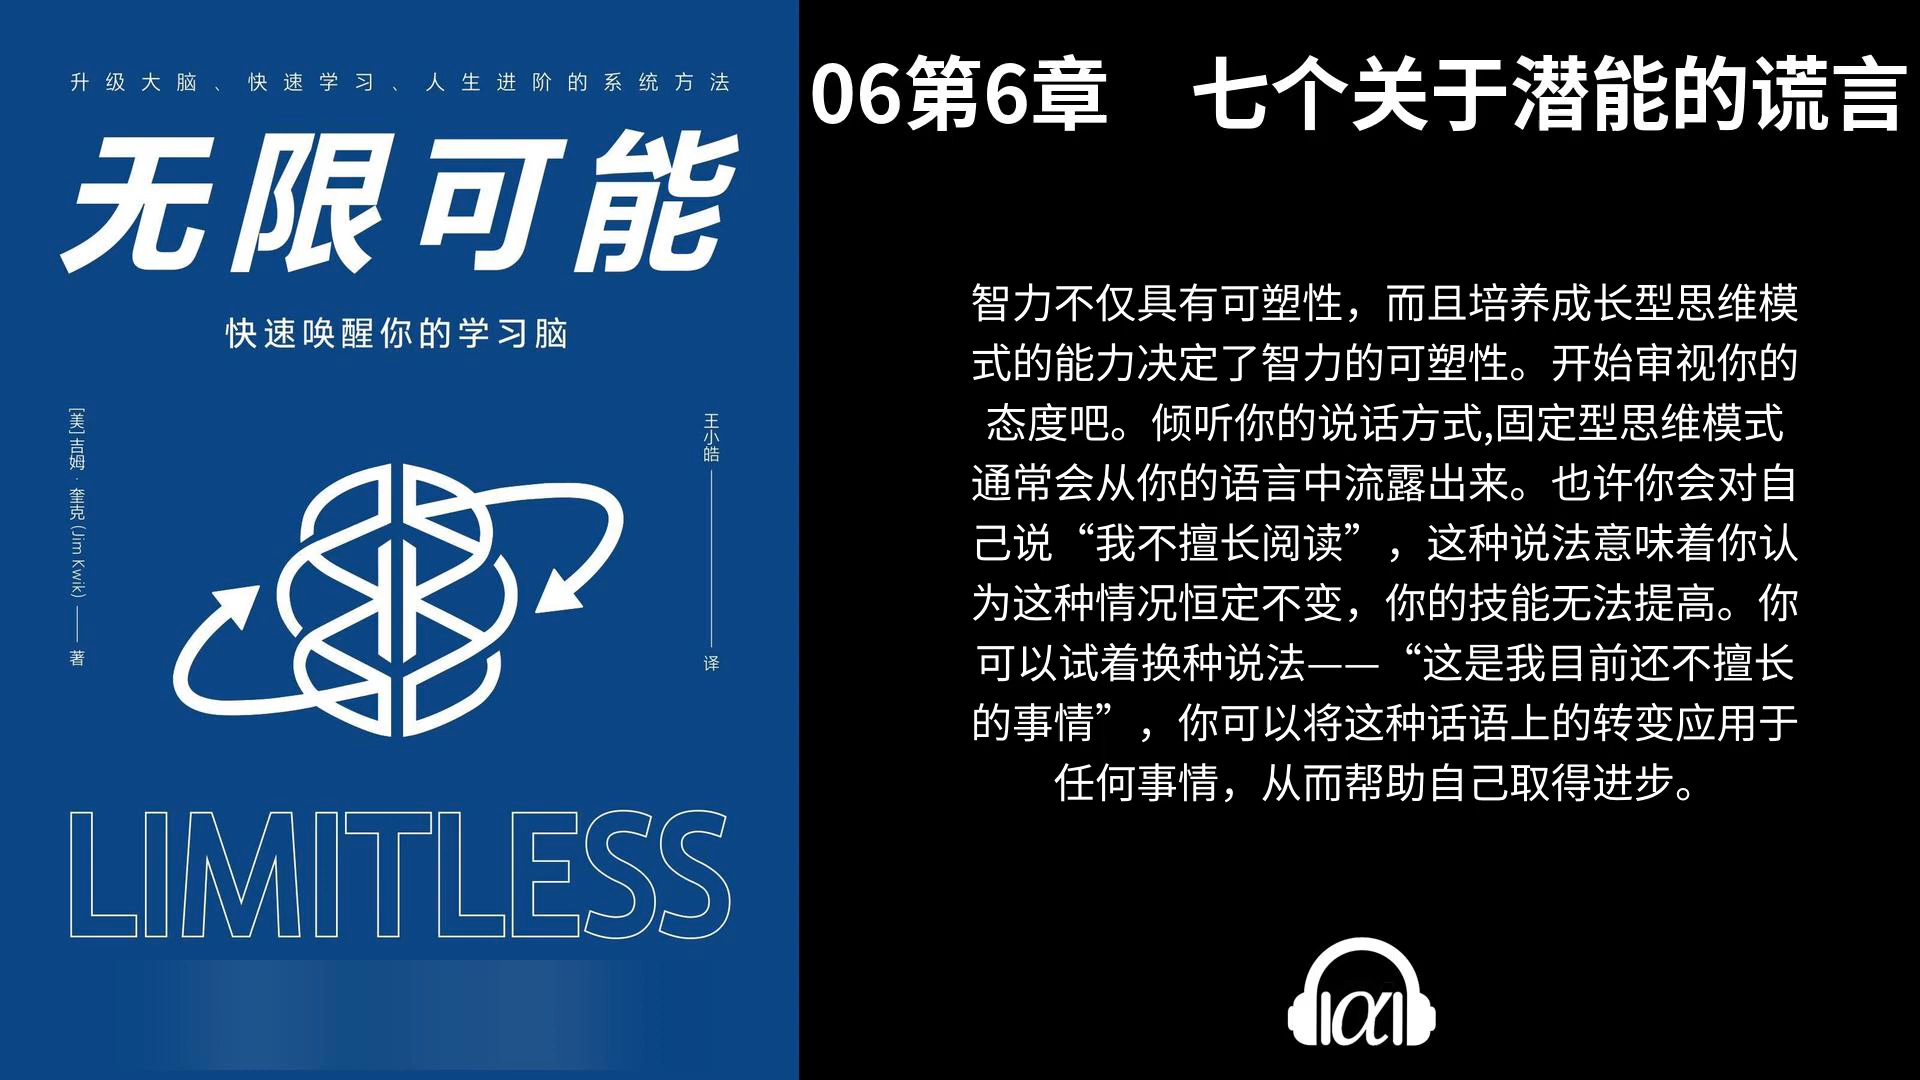 升级大脑、快速学习、人生进阶的系统方法
无限可能
快速唤醒你的学习脑
[美]吉姆·奎克(Jim Kwik)——著
王小皓——译
LIMITLESS
06第6章　七个关于潜能的谎言
智力不仅具有可塑性，而且培养成长型思维模
式的能力决定了智力的可塑性。开始审视你的
态度吧。倾听你的说话方式,固定型思维模式
通常会从你的语言中流露出来。也许你会对自
己说“我不擅长阅读”，这种说法意味着你认
为这种情况恒定不变，你的技能无法提高。你
可以试着换种说法——“这是我目前还不擅长
的事情”，你可以将这种话语上的转变应用于
任何事情，从而帮助自己取得进步。